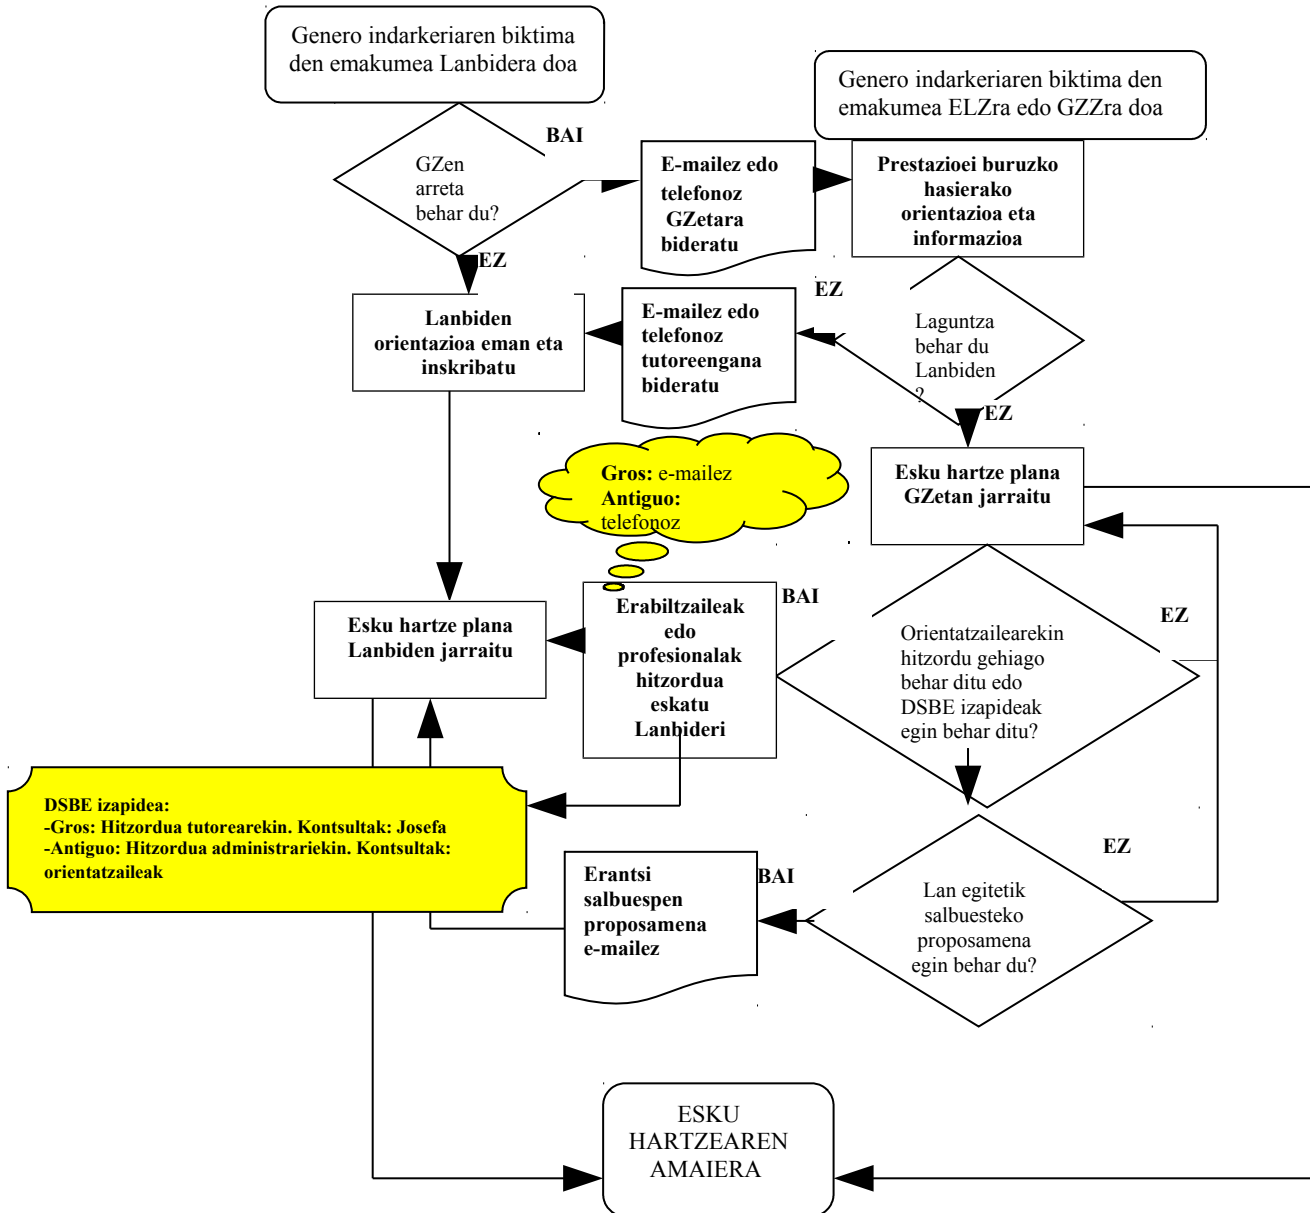 Genero indarkeriaren biktima
den emakumea Lanbidera doa
Genero indarkeriaren biktima den
emakumea ELZra edo GZZra doa
BAI
GZen
arreta
behar du?
E-mailez edo
telefonoz
GZetara
bideratu
Prestazioei buruzko
hasierako
orientazioa eta
informazioa
EZ
Lanbiden
orientazioa eman eta
inskribatu
E-mailez edo
telefonoz
tutoreengana
bideratu
EZ
Laguntza
behar du
Lanbiden
?
EZ
Gros: e-mailez
Antiguo:
telefonoz
Esku hartze plana
GZetan jarraitu
Esku hartze plana
Lanbiden jarraitu
Erabiltzaileak
edo
profesionalak
hitzordua
eskatu
Lanbideri
BAI
EZ
Orientatzailearekin
hitzordu gehiago
behar ditu edo
DSBE izapideak
egin behar ditu?
DSBE izapidea:
-Gros: Hitzordua tutorearekin. Kontsultak: Josefa
-Antiguo: Hitzordua administrariekin. Kontsultak:
orientatzaileak
Erantsi
salbuespen
proposamena
e-mailez
BAI
EZ
Lan egitetik
salbuesteko
proposamena
egin behar du?
ESKU
HARTZEAREN
AMAIERA